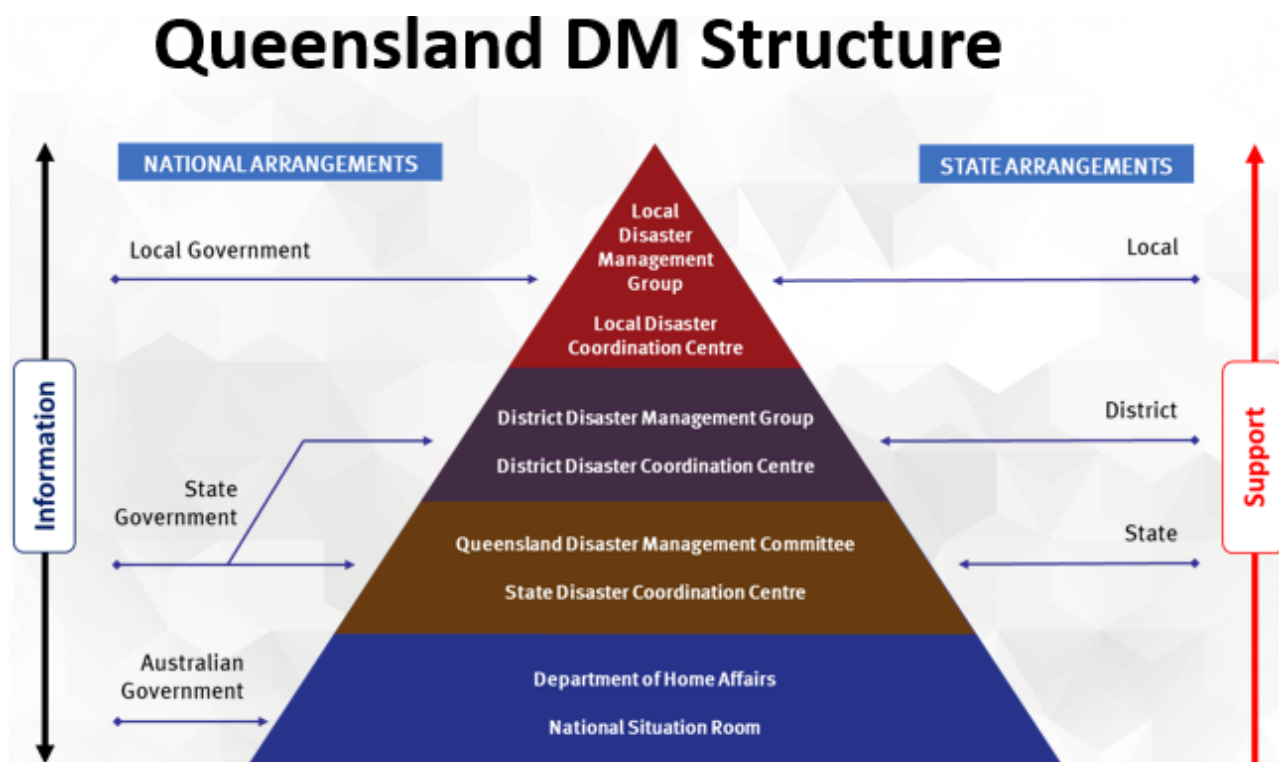 Queensland DM Structure
NATIONAL ARRANGEMENTS
STATE ARRANGEMENTS
Local
Disaster
Management
Group
Local Disaster
Coordination Centre
Local Government
Local
District Disaster Management Group
District Disaster Coordination Centre
District
State
Government
Queensland Disaster Management Committee
State Disaster Coordination Centre
State
Australian
Government
Department of Home Affairs
National Situation Room
Information
Support